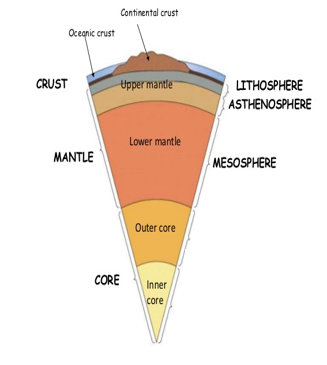 Continental crust
Oceanic crust
CRUST
Upper mantle
LITHOSPHERE
ASTHENOSPHERE
Lower mantle
MANTLE
MESOSPHERE
Outer core
CORE
Inner
core